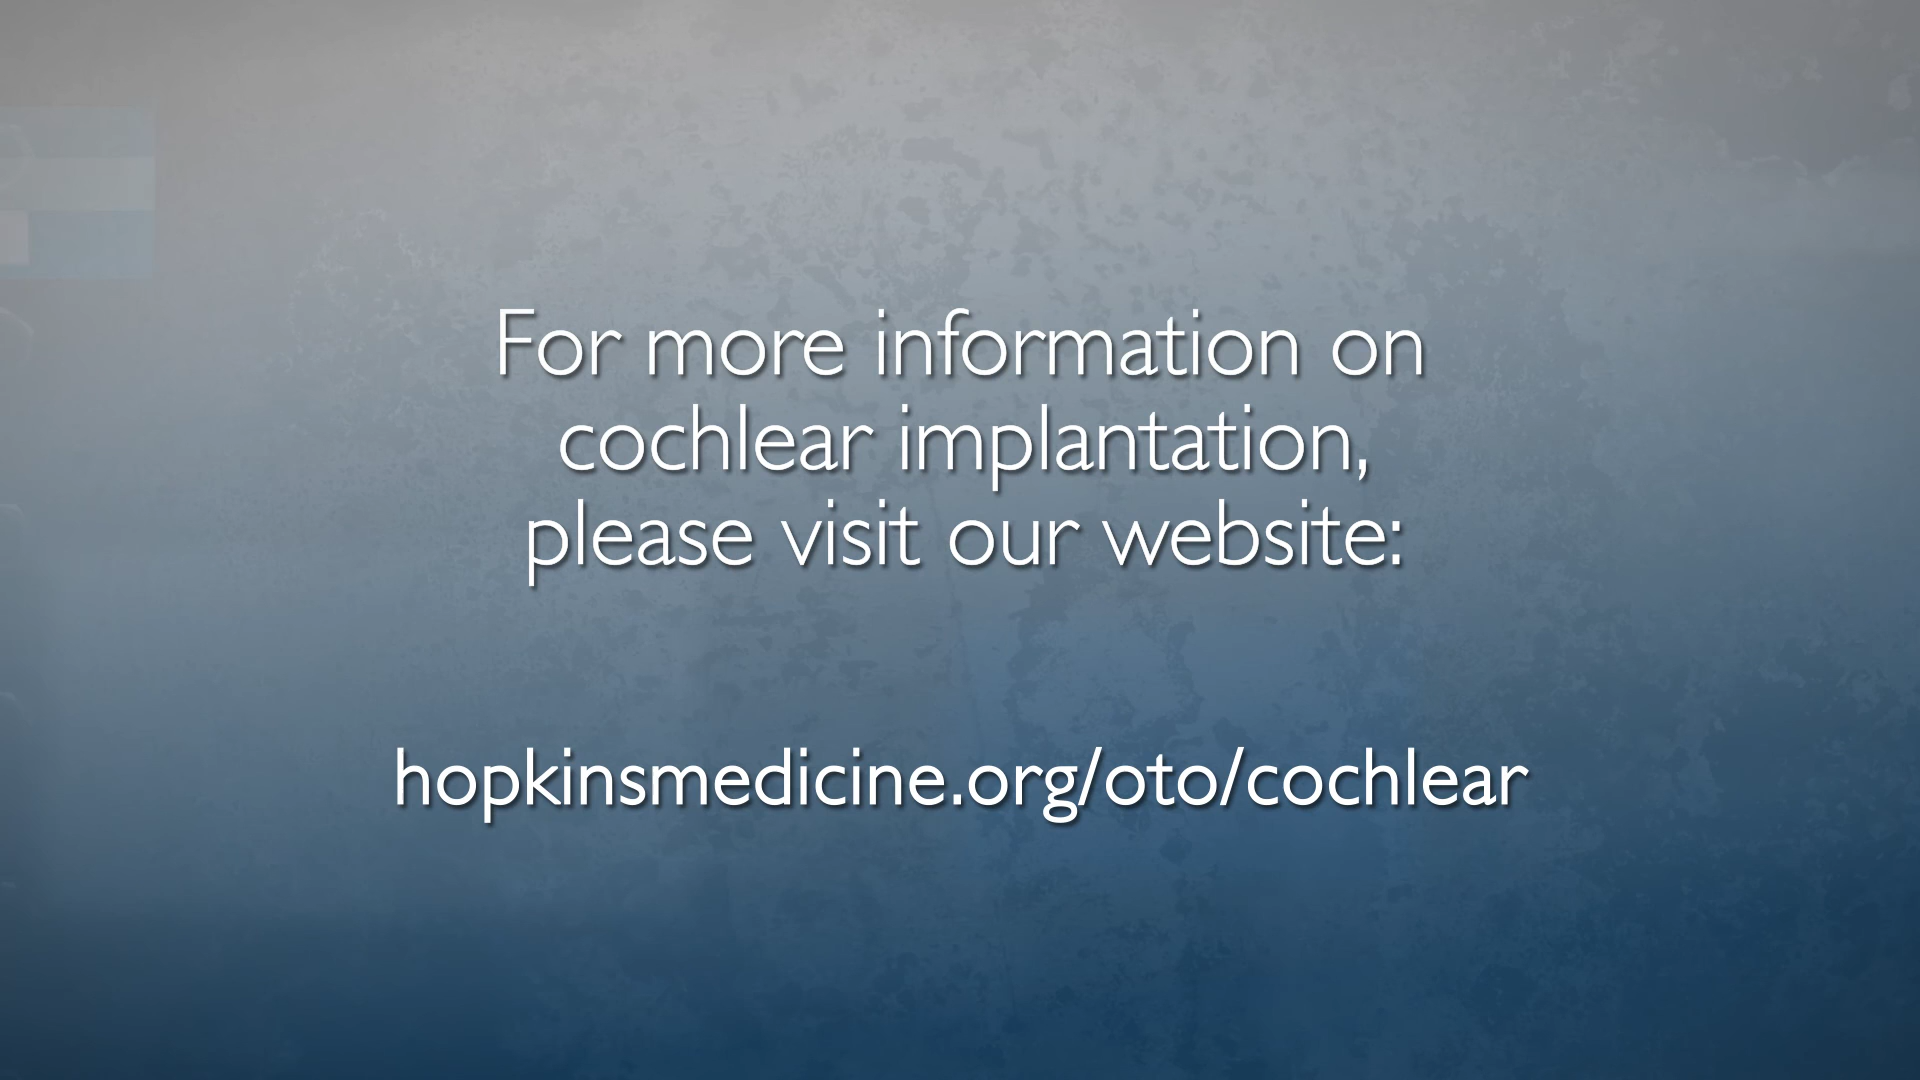 For more information on
cochlear implantation,
please visit our website:
hopkinsmedicine.org/oto/cochlear